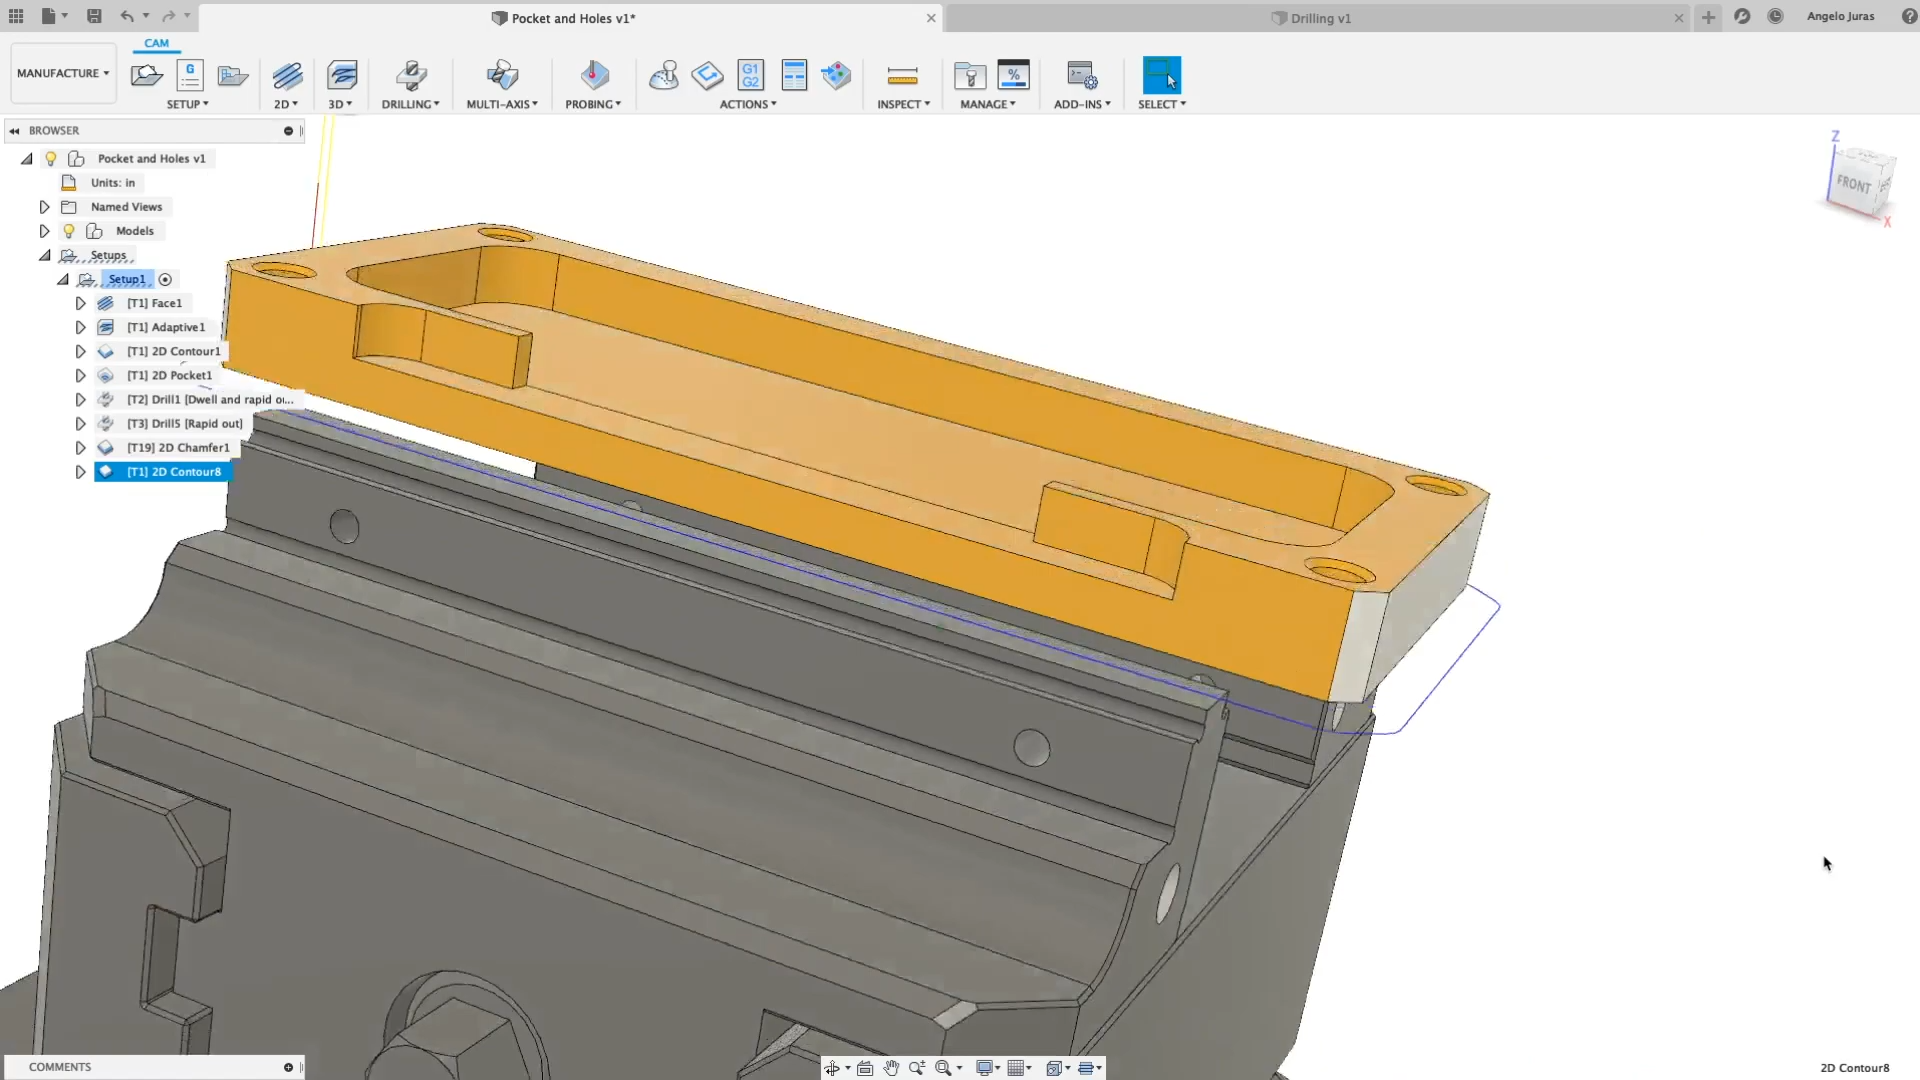 Pocket and Holes v1*
Drilling v1
Angelo Juras
MANUFACTURE
CAM
G
G1
G2
%
SETUP
2D
3D
DRILLING
MULTI-AXIS
PROBING
ACTIONS
INSPECT
MANAGE
ADD-INS
SELECT
BROWSER
Pocket and Holes v1
Units: in
Named Views
Models
Setups
Setup1
[T1] Face1
[T1] Adaptive1
[T1] 2D Contour1
[T1] 2D Pocket1
[T2] Drill1 [Dwell and rapid o...
[T3] Drill5 [Rapid out]
[T19] 2D Chamfer1
[T1] 2D Contour8
Z
FRONT
X
COMMENTS
2D Contour8